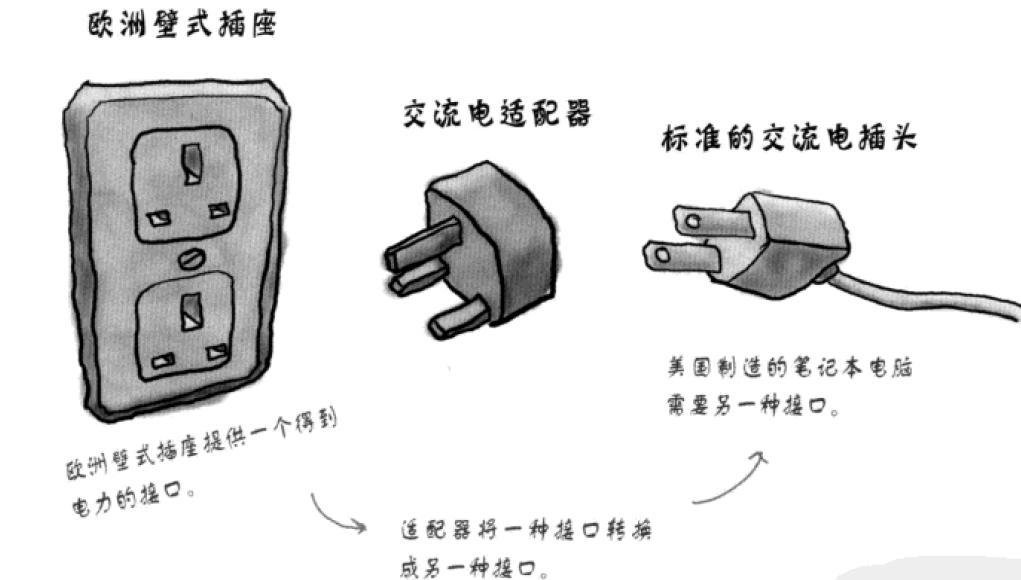 欧洲壁式插座
交流电适配器
标准的交流电插头
美国制造的笔记本电脑
需要另一种接口。
欧洲壁式插座提供一个得到
电力的接口。
适配器将一种接口转换
成另一种接口。